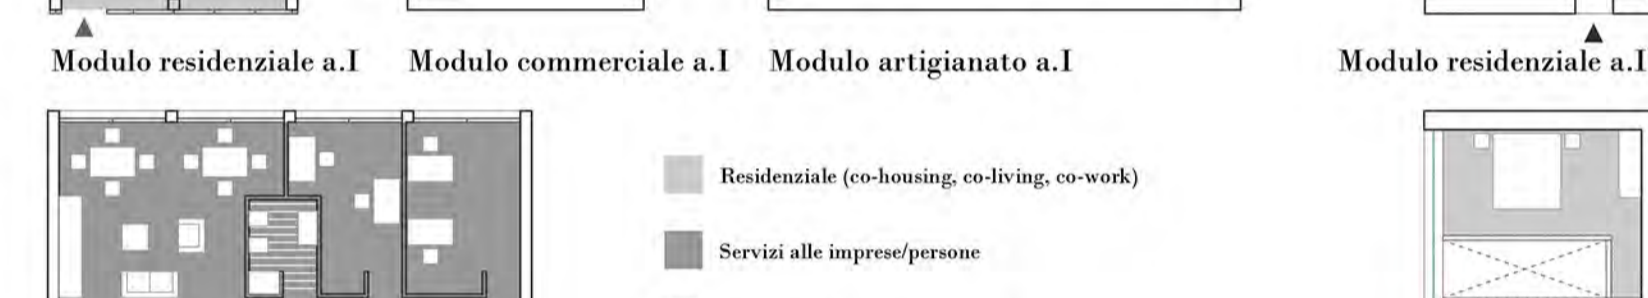 Modulo residenziale a.I
Modulo commerciale a.I
Modulo artigianato a.I
Modulo residenziale a.I
Residenziale (co-housing, co-living, co-work)
Servizi alle imprese/persone